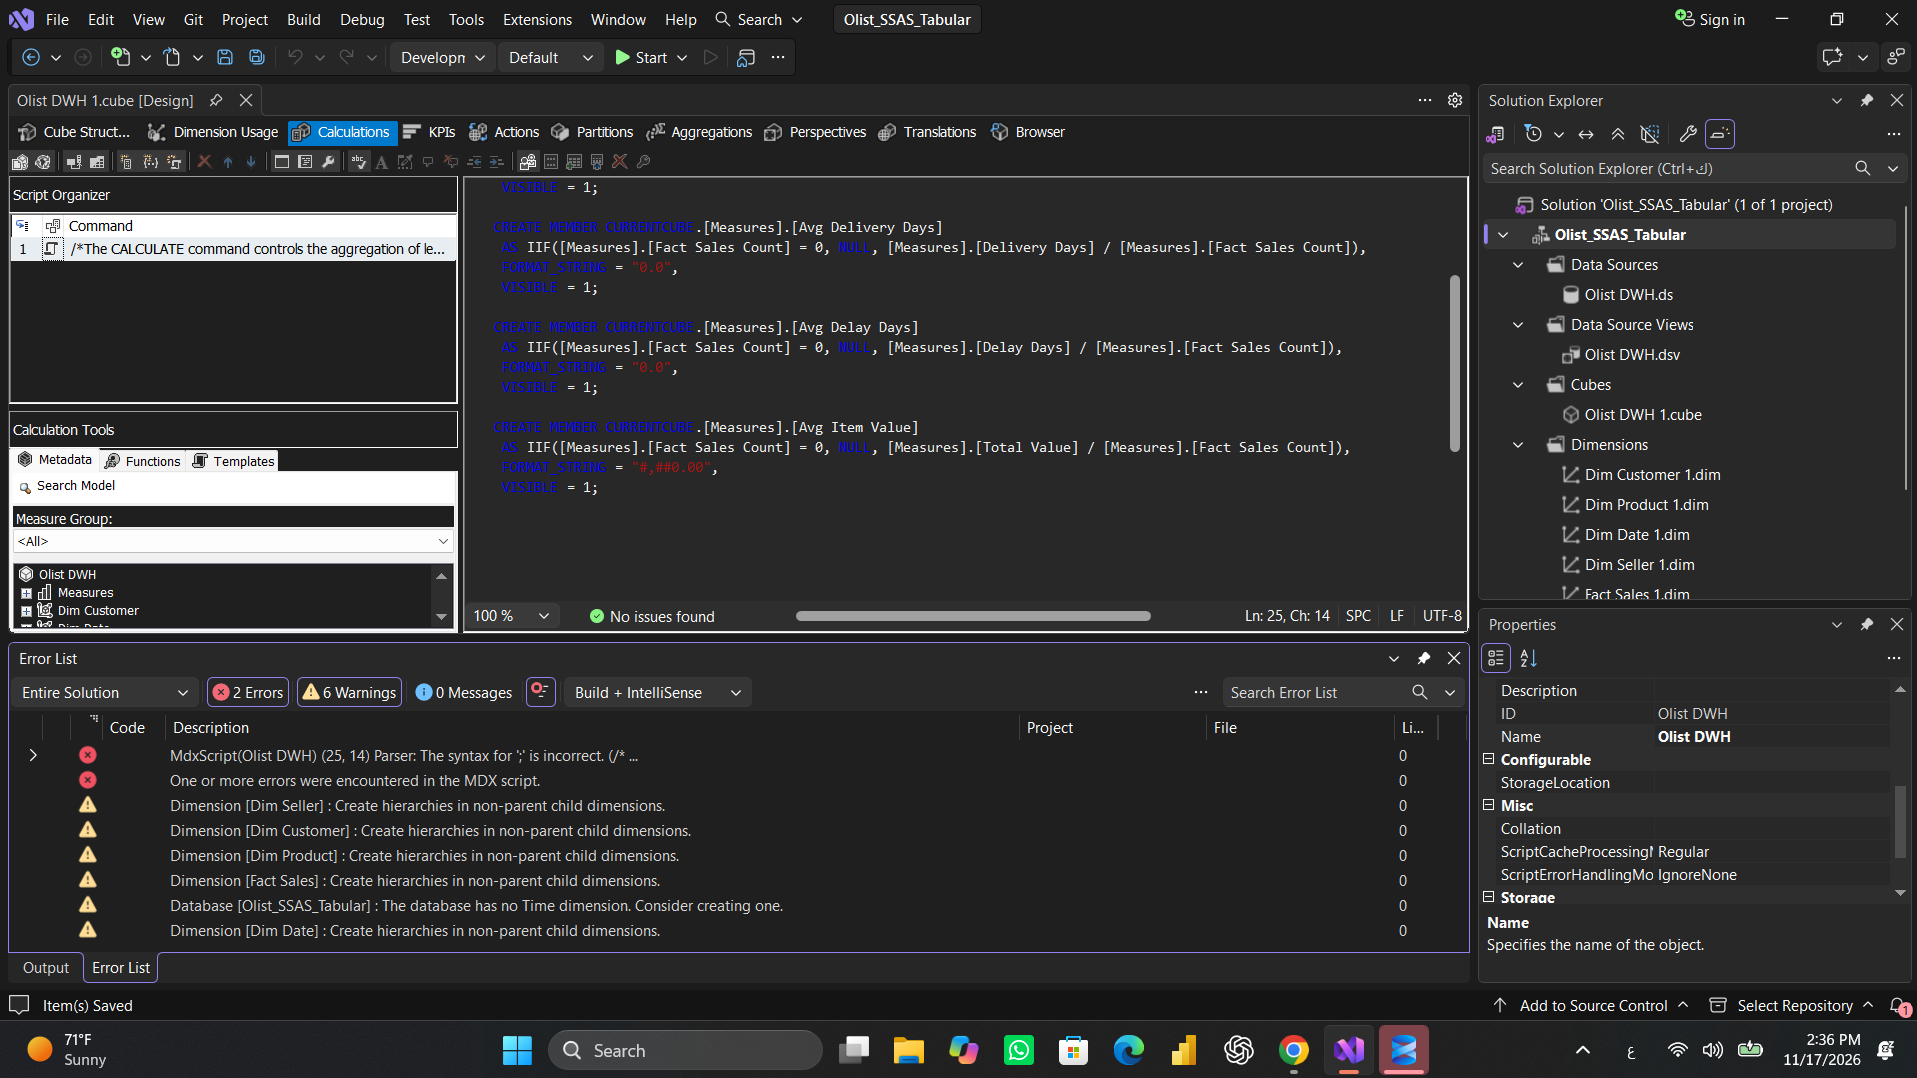 File Edit View Git Project Build Debug Test Tools Extensions Window Help Search Olist_SSAS_Tabular Sign in
Developn Default Start
Olist DWH 1.cube [Design]
Cube Struct... Dimension Usage Calculations KPIs Actions Partitions Aggregations Perspectives Translations Browser
Script Organizer
Command
1 /*The CALCULATE command controls the aggregation of le...
Calculation Tools
Metadata Functions Templates
Search Model
Measure Group:
<All>
Olist DWH
Measures
Dim Customer
Dim Date
VISIBLE = 1;
CREATE MEMBER CURRENTCUBE.[Measures].[Avg Delivery Days]
AS IIF([Measures].[Fact Sales Count] = 0, NULL, [Measures].[Delivery Days] / [Measures].[Fact Sales Count]),
FORMAT_STRING = "0.0",
VISIBLE = 1;
CREATE MEMBER CURRENTCUBE.[Measures].[Avg Delay Days]
AS IIF([Measures].[Fact Sales Count] = 0, NULL, [Measures].[Delay Days] / [Measures].[Fact Sales Count]),
FORMAT_STRING = "0.0",
VISIBLE = 1;
CREATE MEMBER CURRENTCUBE.[Measures].[Avg Item Value]
AS IIF([Measures].[Fact Sales Count] = 0, NULL, [Measures].[Total Value] / [Measures].[Fact Sales Count]),
FORMAT_STRING = "#,##0.00",
VISIBLE = 1;
100 % No issues found Ln: 25, Ch: 14 SPC LF UTF-8
Error List
Entire Solution 2 Errors 6 Warnings 0 Messages Build + IntelliSense Search Error List
Code Description Project File Li...
MdxScript(Olist DWH) (25, 14) Parser: The syntax for ';' is incorrect. (/* ... 0
One or more errors were encountered in the MDX script. 0
Dimension [Dim Seller] : Create hierarchies in non-parent child dimensions. 0
Dimension [Dim Customer] : Create hierarchies in non-parent child dimensions. 0
Dimension [Dim Product] : Create hierarchies in non-parent child dimensions. 0
Dimension [Fact Sales] : Create hierarchies in non-parent child dimensions. 0
Database [Olist_SSAS_Tabular] : The database has no Time dimension. Consider creating one. 0
Dimension [Dim Date] : Create hierarchies in non-parent child dimensions. 0
Output Error List
Solution Explorer
Search Solution Explorer (Ctrl+ك)
Solution 'Olist_SSAS_Tabular' (1 of 1 project)
Olist_SSAS_Tabular
Data Sources
Olist DWH.ds
Data Source Views
Olist DWH.dsv
Cubes
Olist DWH 1.cube
Dimensions
Dim Customer 1.dim
Dim Product 1.dim
Dim Date 1.dim
Dim Seller 1.dim
Fact Sales 1.dim
Properties
Description
ID Olist DWH
Name Olist DWH
Configurable
StorageLocation
Misc
Collation
ScriptCacheProcessingM Regular
ScriptErrorHandlingMo IgnoreNone
Storage
Name
Specifies the name of the object.
Item(s) Saved Add to Source Control Select Repository 1
71°F
Sunny
Search
ع
2:36 PM
11/17/2026